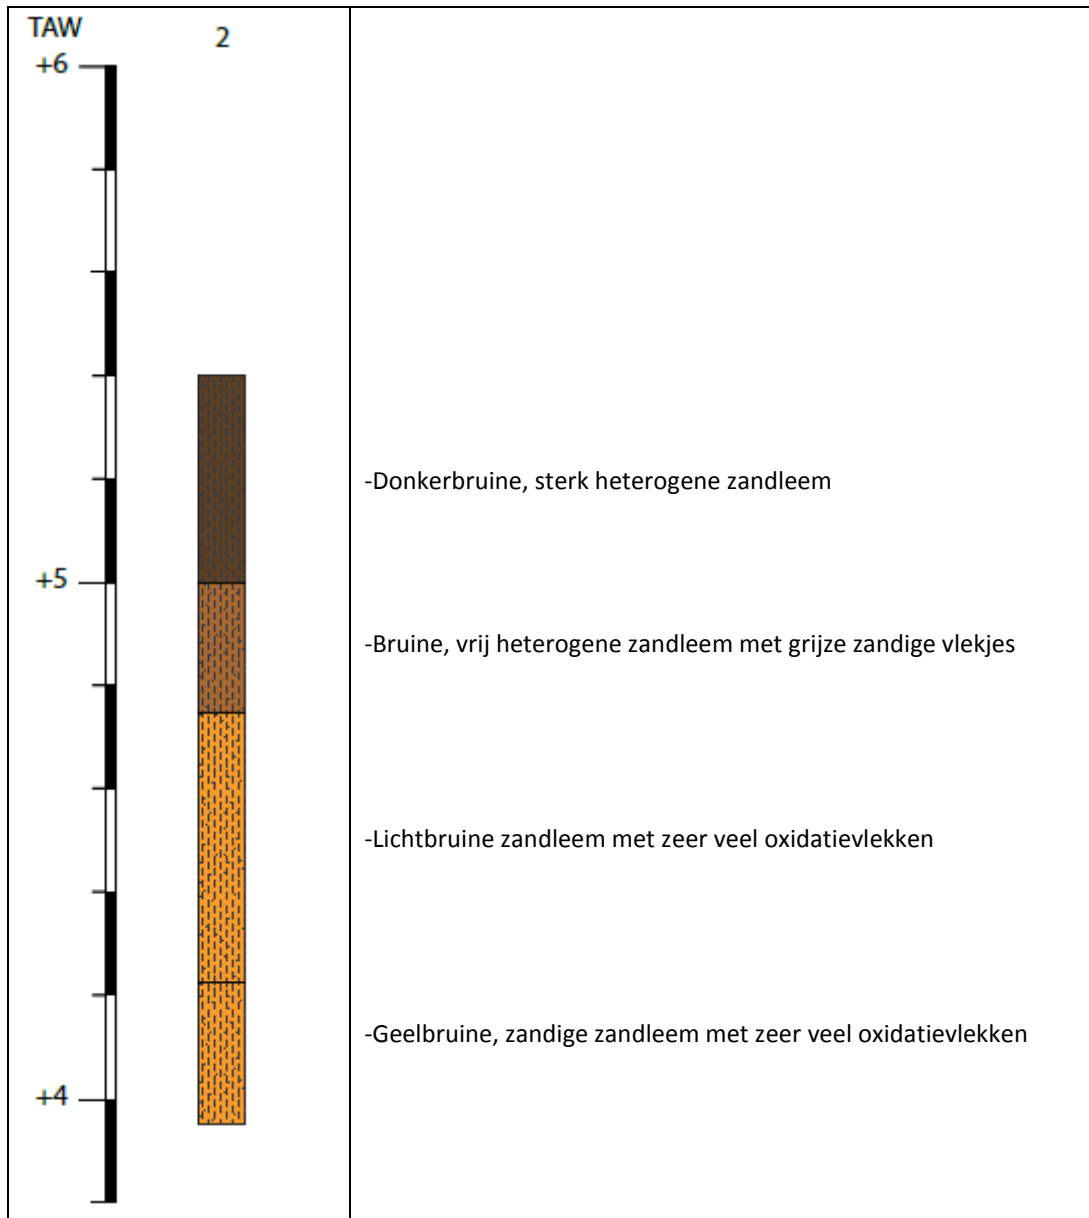 TAW
2
+6
-Donkerbruine, sterk heterogene zandleem
+5
-Bruine, vrij heterogene zandleem met grijze zandige vlekjes
-Lichtbruine zandleem met zeer veel oxidatievlekken
-Geelbruine, zandige zandleem met zeer veel oxidatievlekken
+4